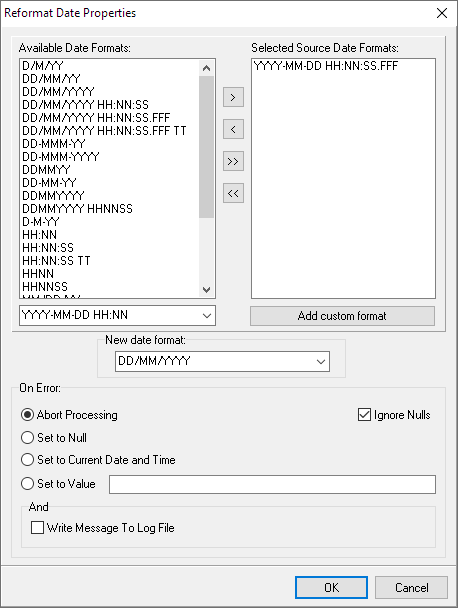 Reformat Date Properties
Available Date Formats:
Selected Source Date Formats:
D/M/YY
DD/MM/YY
DD/MM/YYYY
DD/MM/YYYY HH:NN:SS
DD/MM/YYYY HH:NN:SS.FFF
DD/MM/YYYY HH:NN:SS.FFF TT
DD-MMM-YY
DD-MMM-YYYY
DDMMYY
DD-MM-YY
DDMMYYYY
DDMMYYYY HHNNSS
D-M-YY
HH:NN
HH:NN:SS
HH:NN:SS TT
HHNN
HHNNSS
>
<
>>
<<
YYYY-MM-DD HH:NN:SS.FFF
YYYY-MM-DD HH:NN
Add custom format
New date format:
DD/MM/YYYY
On Error:
Abort Processing
Ignore Nulls
Set to Null
Set to Current Date and Time
Set to Value
And
Write Message To Log File
OK
Cancel